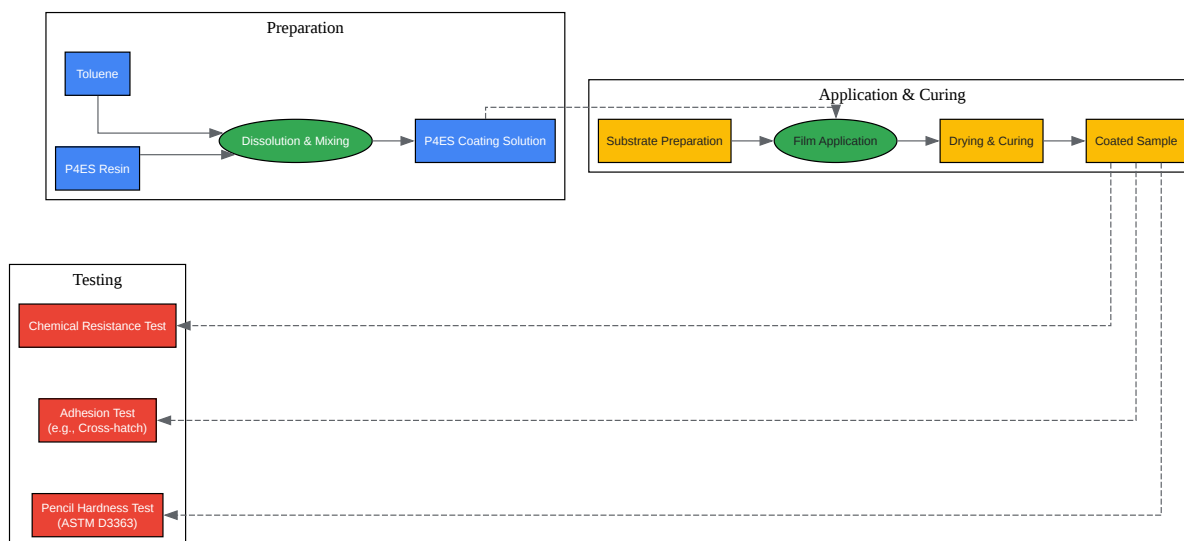 Preparation
Toluene
P4ES Resin
Dissolution & Mixing
P4ES Coating Solution
Application & Curing
Substrate Preparation
Film Application
Drying & Curing
Coated Sample
Testing
Chemical Resistance Test
Adhesion Test
(e.g., Cross-hatch)
Pencil Hardness Test
(ASTM D3363)